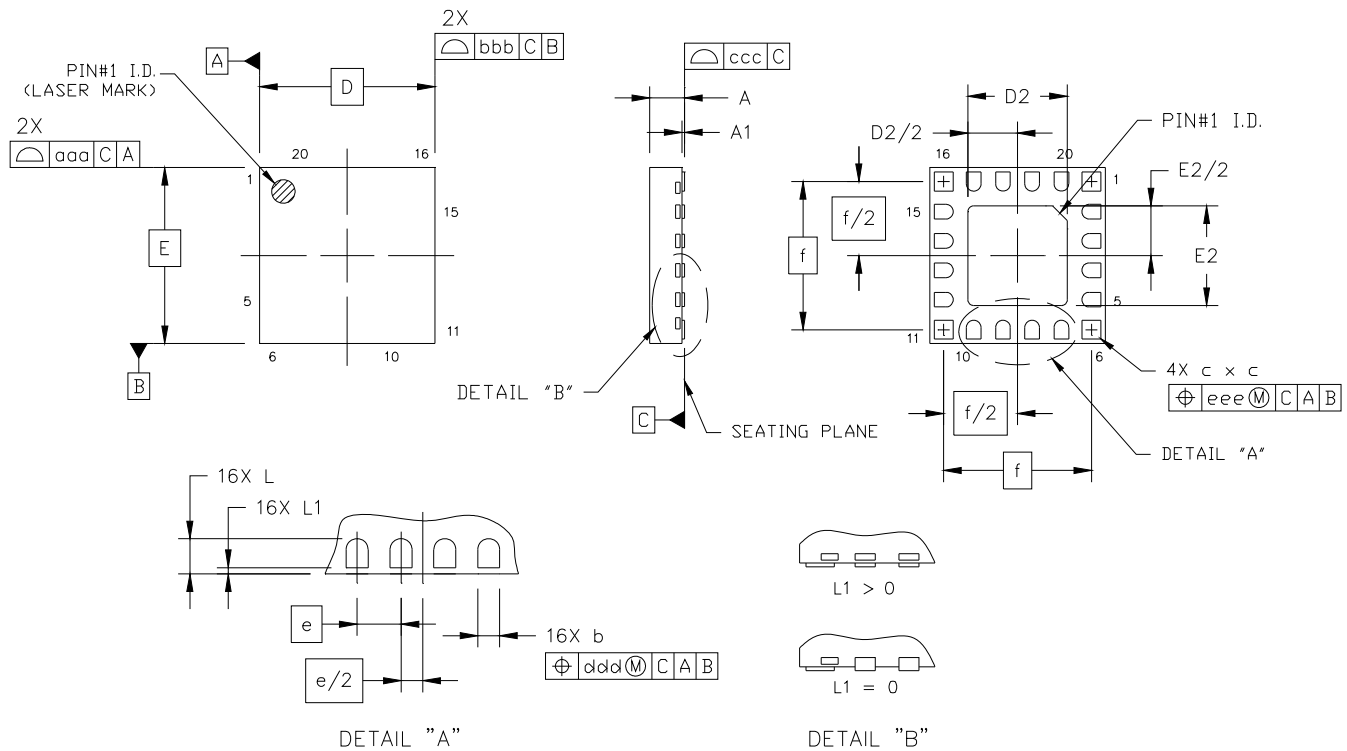 2X
⌓ bbb C B
A
D
PIN#1 I.D.
(LASER MARK)
2X
⌓ aaa C A
20
16
1
15
E
5
11
6
10
B
⌓ ccc C
A
A1
DETAIL "B"
C
SEATING PLANE
D2
D2/2
PIN#1 I.D.
16
20
1
E2/2
15
f/2
f
E2
5
11
10
6
4X c x c
⌖ eee Ⓜ C A B
f/2
f
DETAIL "A"
16X L
16X L1
e
16X b
⌖ ddd Ⓜ C A B
e/2
DETAIL "A"
L1 > 0
L1 = 0
DETAIL "B"